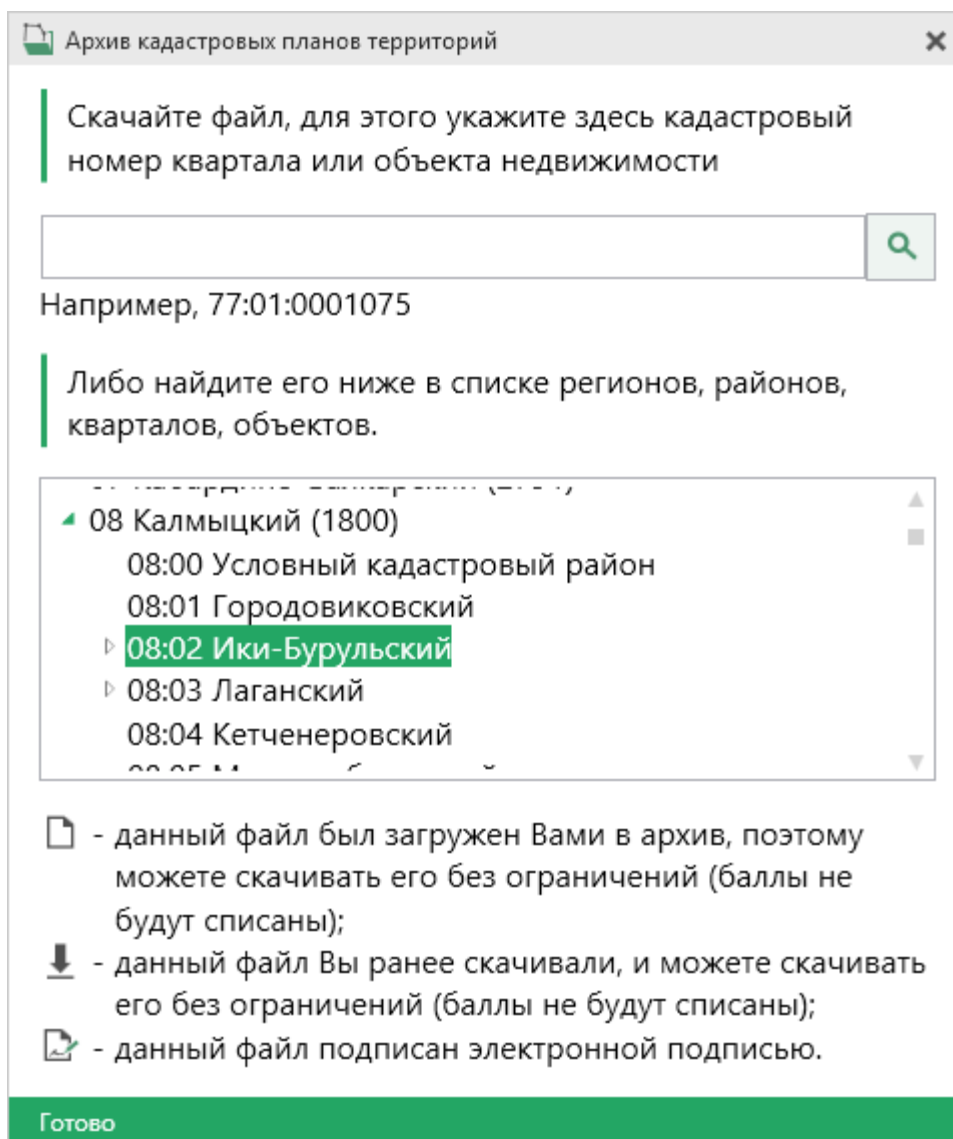 Архив кадастровых планов территорий
Скачайте файл, для этого укажите здесь кадастровый
номер квартала или объекта недвижимости
Например, 77:01:0001075
Либо найдите его ниже в списке регионов, районов,
кварталов, объектов.
08 Калмыцкий (1800)
08:00 Условный кадастровый район
08:01 Городовиковский
08:02 Ики-Бурульский
08:03 Лаганский
08:04 Кетченеровский
- данный файл был загружен Вами в архив, поэтому
можете скачивать его без ограничений (баллы не
будут списаны);
- данный файл Вы ранее скачивали, и можете скачивать
его без ограничений (баллы не будут списаны);
- данный файл подписан электронной подписью.
Готово